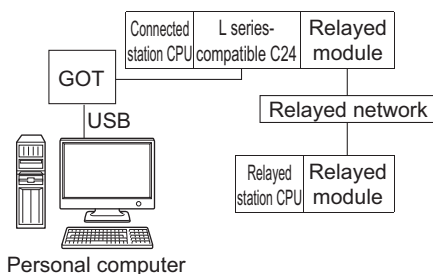 Connected
station CPU
L series-
compatible C24
Relayed
module
GOT
USB
Relayed network
Relayed
station CPU
Relayed
module
Personal computer